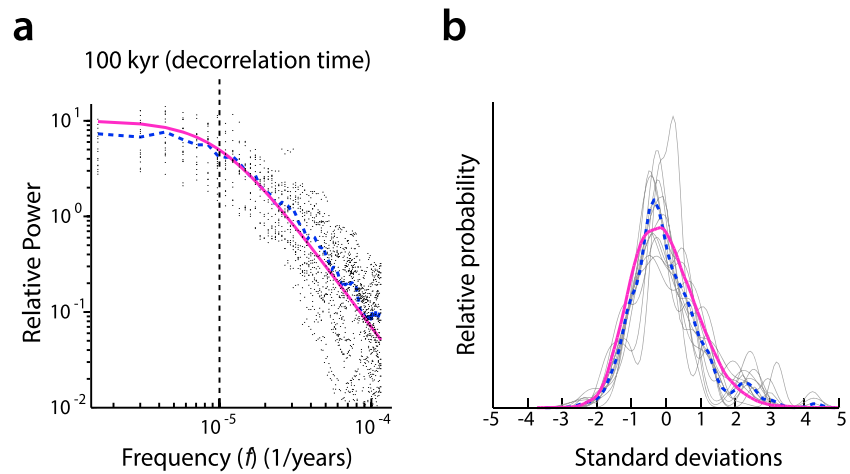 a
100 kyr (decorrelation time)
10^1
10^0
10^-1
10^-2
Relative Power
10^-5
10^-4
Frequency (f) (1/years)
b
Relative probability
-5 -4 -3 -2 -1 0 1 2 3 4 5
Standard deviations